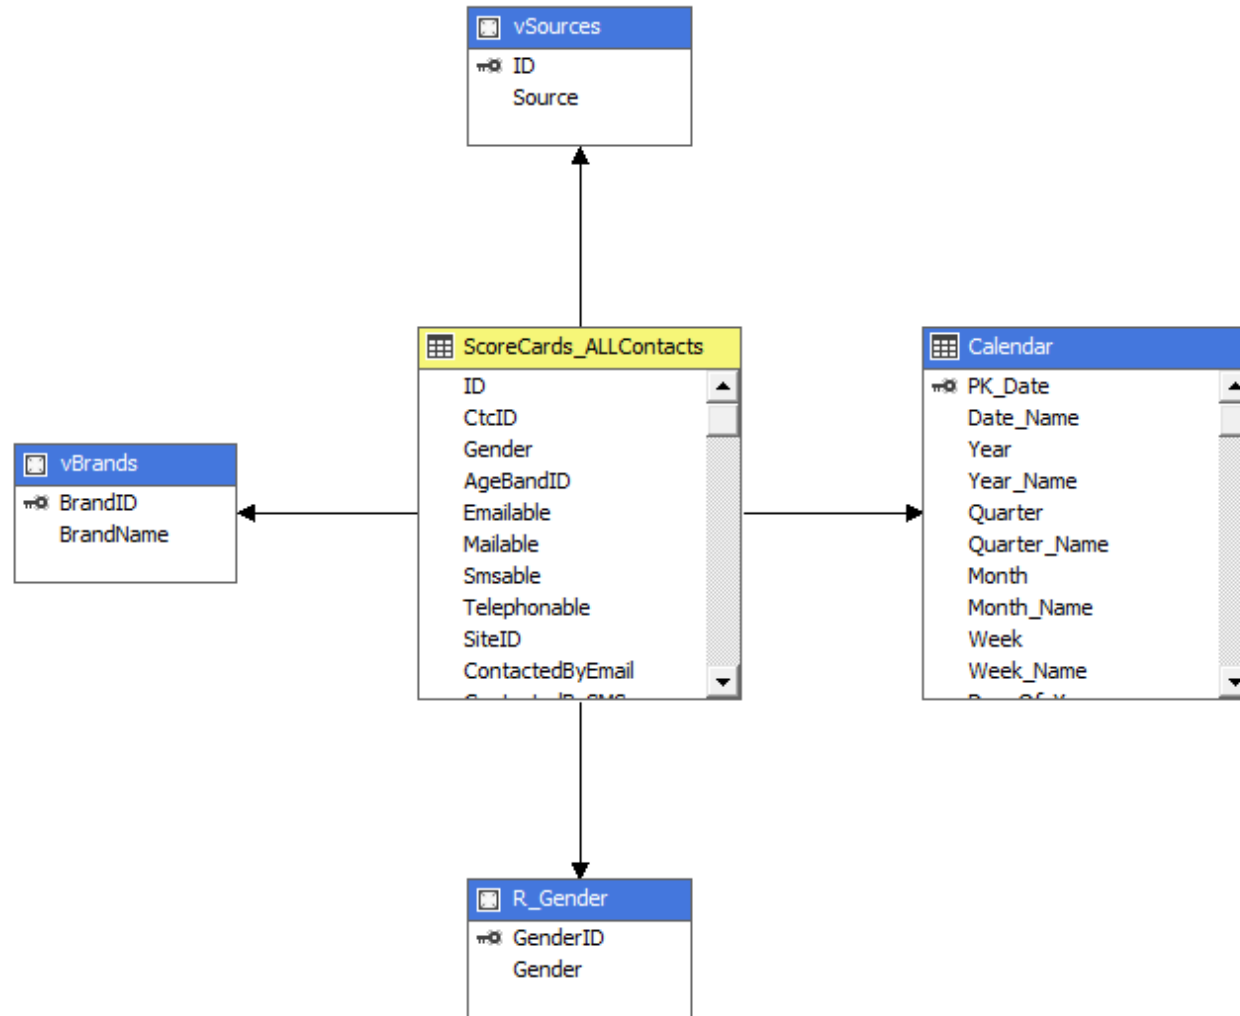 vSources
ID
Source
ScoreCards_ALLContacts
ID
CtcID
Gender
AgeBandID
Emailable
Mailable
Smsable
Telephonable
SiteID
ContactedByEmail
Calendar
PK_Date
Date_Name
Year
Year_Name
Quarter
Quarter_Name
Month
Month_Name
Week
Week_Name
vBrands
BrandID
BrandName
R_Gender
GenderID
Gender